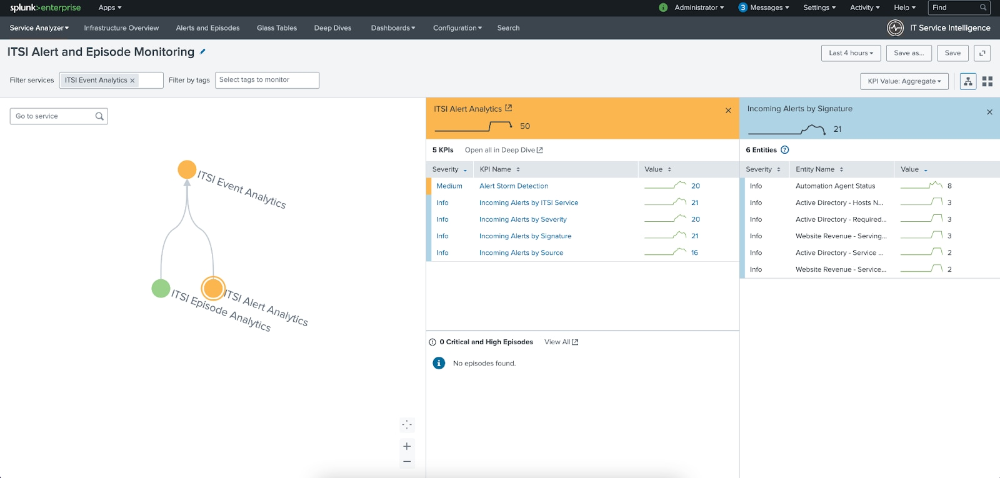 splunk>enterprise Apps Administrator 3 Messages Settings Activity Help Find
Service Analyzer Infrastructure Overview Alerts and Episodes Glass Tables Deep Dives Dashboards Configuration Search IT Service Intelligence
ITSI Alert and Episode Monitoring Last 4 hours Save as... Save
Filter services ITSI Event Analytics × Filter by tags Select tags to monitor KPI Value: Aggregate
Go to service
ITSI Event Analytics
ITSI Episode Analytics
ITSI Alert Analytics
ITSI Alert Analytics
50
5 KPIs Open all in Deep Dive
Severity KPI Name Value
Medium Alert Storm Detection 20
Info Incoming Alerts by ITSI Service 21
Info Incoming Alerts by Severity 20
Info Incoming Alerts by Signature 21
Info Incoming Alerts by Source 16
0 Critical and High Episodes View All
No episodes found.
Incoming Alerts by Signature
21
6 Entities ?
Severity Entity Name Value
Info Automation Agent Status 8
Info Active Directory - Hosts N... 3
Info Active Directory - Required... 3
Info Website Revenue - Serving... 3
Info Active Directory - Service ... 2
Info Website Revenue - Service... 2